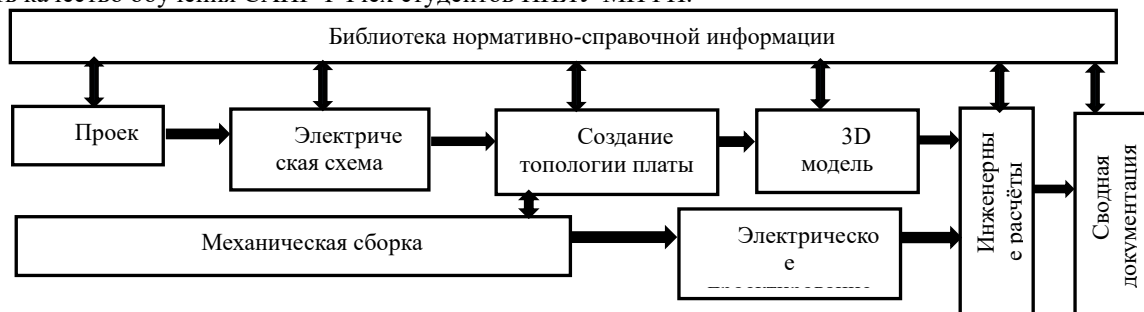 Библиотека нормативно-справочной информации
Проек
Электриче
ская схема
Создание
топологии платы
3D
модель
Инженерны
е расчёты
Сводная
документация
Механическая сборка
Электрическо
е